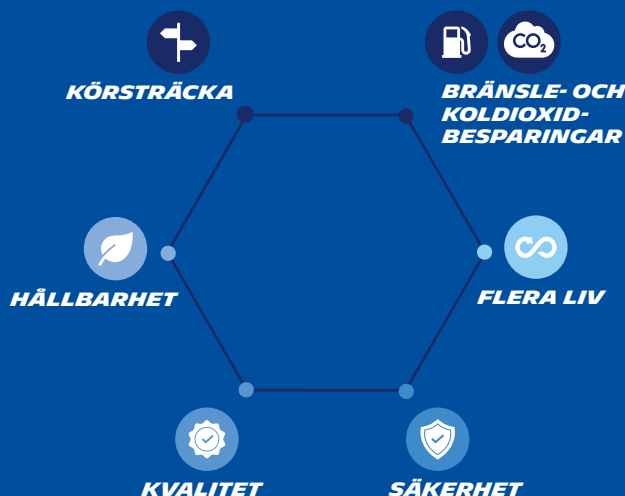 CO₂
KÖRSTRÄCKA
BRÄNSLE- OCH
KOLDIOXID-
BESPARINGAR
HÅLLBARHET
FLERA LIV
KVALITET
SÄKERHET